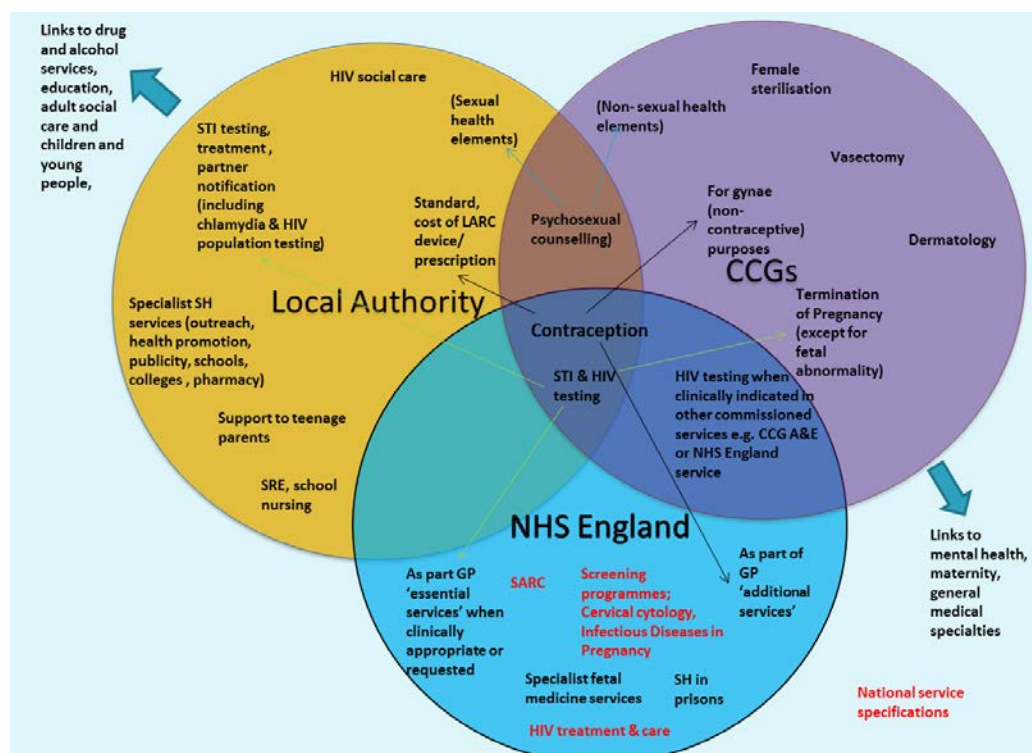 Links to drug
and alcohol
services,
education,
adult social
care and
children and
young
people,
HIV social care
(Sexual
health
elements)
STI testing,
treatment ,
partner
notification
(including
chlamydia & HIV
population testing)
Standard,
cost of LARC
device/
prescription
Local Authority
Specialist SH
services (outreach,
health promotion,
publicity, schools,
colleges , pharmacy)
Support to teenage
parents
SRE, school
nursing
Psychosexual
counselling)
Contraception
STI & HIV
testing
Female
sterilisation
(Non- sexual health
elements)
Vasectomy
For gynae
(non-
contraceptive)
purposes
Dermatology
CCGs
Termination
of Pregnancy
(except for
fetal
abnormality)
HIV testing when
clinically indicated in
other commissioned
services e.g. CCG A&E
or NHS England
service
NHS England
As part GP
‘essential
services’ when
clinically
appropriate or
requested
SARC
Screening
programmes;
Cervical cytology,
Infectious Diseases in
Pregnancy
As part of
GP
‘additional
services’
Specialist fetal
medicine services
SH in
prisons
HIV treatment & care
Links to
mental health,
maternity,
general
medical
specialties
National service
specifications